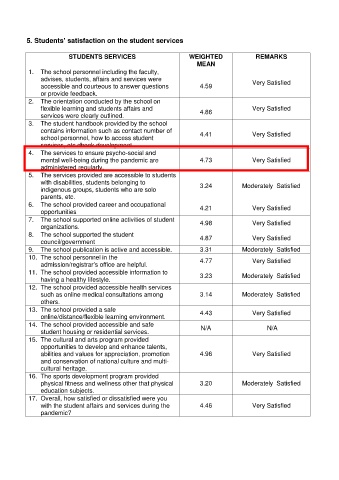 5. Students' satisfaction on the student services
STUDENTS SERVICES WEIGHTED MEAN REMARKS
1. The school personnel including the faculty,
advises, students, affairs and services were
accessible and courteous to answer questions
or provide feedback. 4.59 Very Satisfied
2. The orientation conducted by the school on
flexible learning and students affairs and
services were clearly outlined. 4.86 Very Satisfied
3. The student handbook provided by the school
contains information such as contact number of
school personnel, how to access student
services, etc. 4.41 Very Satisfied
4. The services to ensure psycho-social and
mental well-being during the pandemic are
administered regularly. 4.73 Very Satisfied
5. The services provided are accessible to students
with disabilities, students belonging to
indigenous groups, students who are solo
parents, etc. 3.24 Moderately Satisfied
6. The school provided career and occupational
opportunities 4.21 Very Satisfied
7. The school supported online activities of student
organizations. 4.98 Very Satisfied
8. The school supported the student
council/government 4.87 Very Satisfied
9. The school publication is active and accessible. 3.31 Moderately Satisfied
10. The school personnel in the
admission/registrar's office are helpful. 4.77 Very Satisfied
11. The school provided accessible information to
having a healthy lifestyle. 3.23 Moderately Satisfied
12. The school provided accessible health services
such as online medical consultations among
others. 3.14 Moderately Satisfied
13. The school provided a safe
online/distance/flexible learning environment. 4.43 Very Satisfied
14. The school provided accessible and safe
student housing or residential services. N/A N/A
15. The cultural and arts program provided
opportunities to develop and enhance talents,
abilities and values for appreciation, promotion
and conservation of national culture and multi-
cultural heritage. 4.96 Very Satisfied
16. The sports development program provided
physical fitness and wellness other that physical
education subjects. 3.20 Moderately Satisfied
17. Overall, how satisfied or dissatisfied were you
with the student affairs and services during the
pandemic? 4.46 Very Satisfied